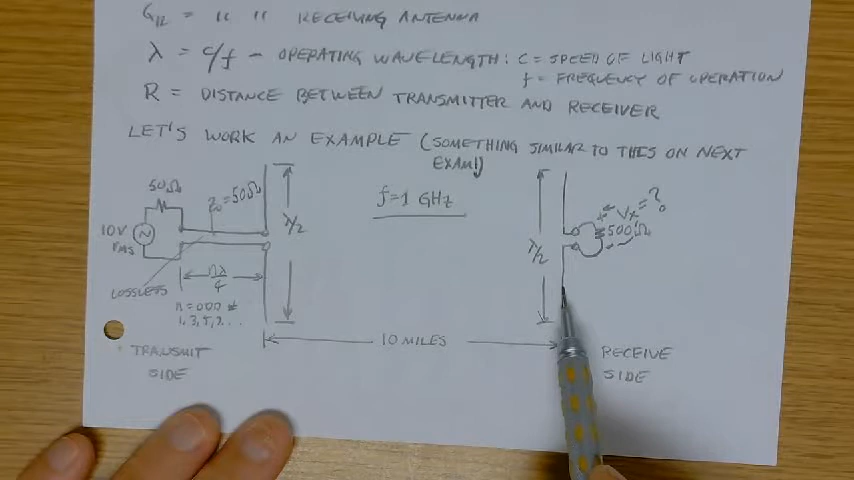 G_R = " " RECEIVING ANTENNA
λ = c/f - OPERATING WAVELENGTH: C = SPEED OF LIGHT
f = FREQUENCY OF OPERATION
R = DISTANCE BETWEEN TRANSMITTER AND RECEIVER
LET'S WORK AN EXAMPLE (SOMETHING SIMILAR TO THIS ON NEXT
EXAM!)
50Ω
Z₀ = 50Ω
f = 1 GHz
+ Vx = ?
10V
RMS
λ/2
λ/2
500Ω
-
nλ/4
LOSSLESS
n = ODD #
1, 3, 5, 7...
10 MILES
TRANSMIT
SIDE
RECEIVE
SIDE